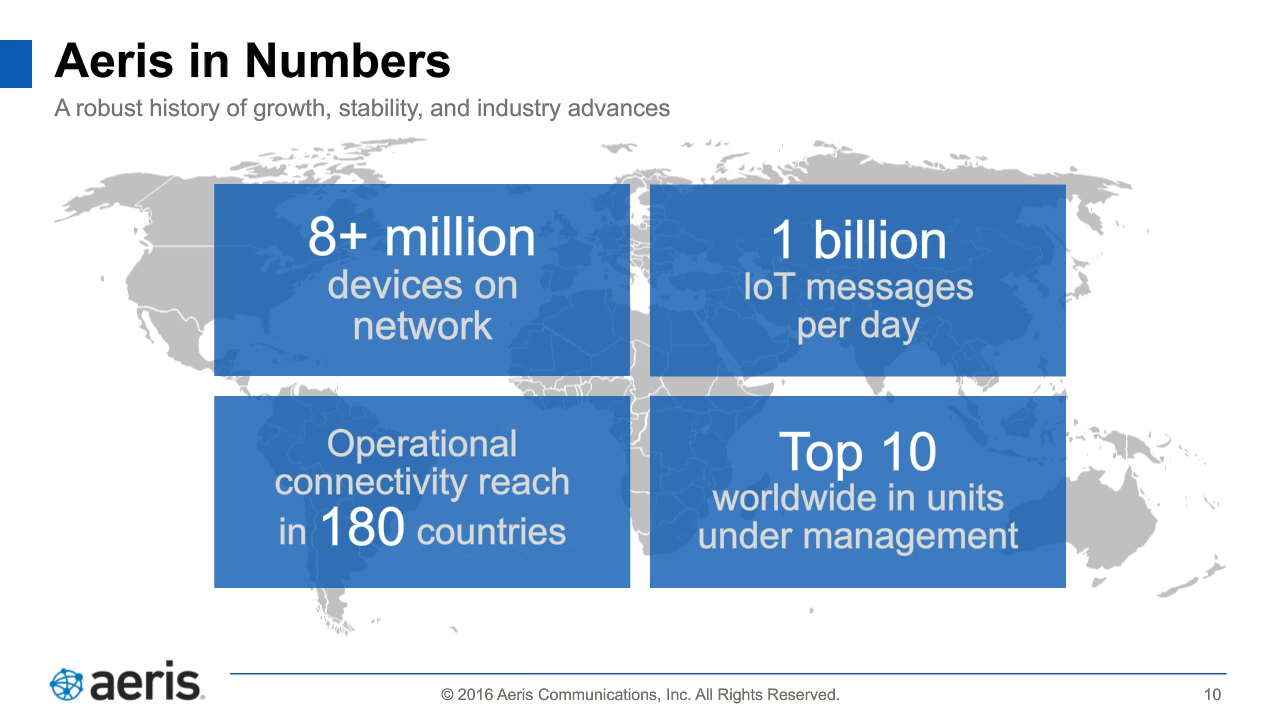 Aeris in Numbers
A robust history of growth, stability, and industry advances
8+ million
devices on
network
1 billion
IoT messages
per day
Operational
connectivity reach
in 180 countries
Top 10
worldwide in units
under management
aeris.
© 2016 Aeris Communications, Inc. All Rights Reserved.
10